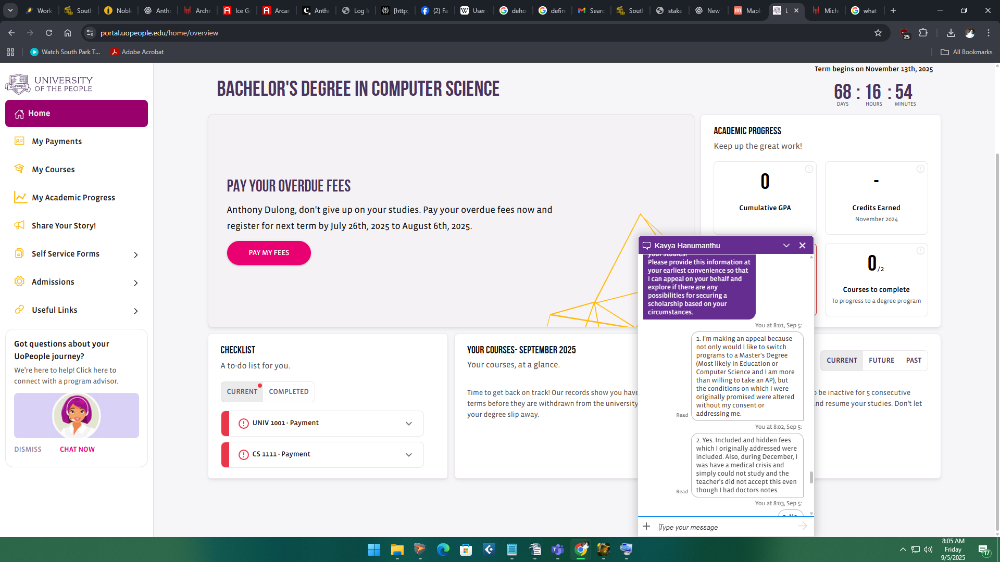 Work
South
Noble
Anth
Archr
Ice G
Arcan
Anth
Log I
[http:
(2) Fa
User
deho
defin
Searc
South
stake
New
Mapl
Mich
what
portal.uopeople.edu/home/overview
25
Watch South Park T...
Adobe Acrobat
All Bookmarks
UoPeople
UNIVERSITY
OF THE PEOPLE
Home
My Payments
My Courses
My Academic Progress
Share Your Story!
Self Service Forms
Admissions
Useful Links
Got questions about your
UoPeople journey?
We're here to help! Click here to
connect with a program advisor.
DISMISS
CHAT NOW
Term begins on November 13th, 2025
BACHELOR'S DEGREE IN COMPUTER SCIENCE
68 : 16 : 54
DAYS HOURS MINUTES
PAY YOUR OVERDUE FEES
Anthony Dulong, don't give up on your studies. Pay your overdue fees now and
register for next term by July 26th, 2025 to August 6th, 2025.
PAY MY FEES
ACADEMIC PROGRESS
Keep up the great work!
0
Cumulative GPA
-
Credits Earned
November 2024
0/2
Courses to complete
To progress to a degree program
CHECKLIST
A to-do list for you.
CURRENT
COMPLETED
UNIV 1001 - Payment
CS 1111 - Payment
YOUR COURSES- SEPTEMBER 2025
Your courses, at a glance.
CURRENT
FUTURE
PAST
Time to get back on track! Our records show you have
o be inactive for 5 consecutive
terms before they are withdrawn from the university
nd resume your studies. Don't let
your degree slip away.
Kavya Hanumanthu
your studies.
Please provide this information at
your earliest convenience so that
I can appeal on your behalf and
explore if there are any
possibilities for securing a
scholarship based on your
circumstances.
You at 8:01, Sep 5:
1. I'm making an appeal because
not only would I like to switch
programs to a Master's Degree
(Most likely in Education or
Computer Science and I am more
than willing to take an AP), but
the conditions on which I were
originally promised were altered
without my consent or
addressing me.
Read
You at 8:02, Sep 5:
2. Yes. Included and hidden fees
which I originally addressed were
included. Also, during December, I
was have a medical crisis and
simply could not study and the
teacher's did not accept this even
though I had doctors notes.
Read
You at 8:03, Sep 5:
3. No
Type your message
8:05 AM
Friday
9/5/2025
17